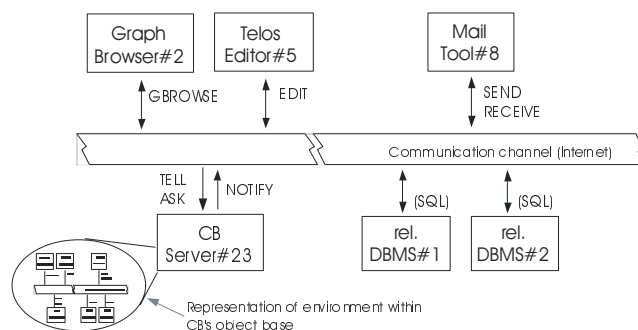 Graph
Browser#2
Telos
Editor#5
Mail
Tool#8
GBROWSE
EDIT
SEND
RECEIVE
Communication channel (Internet)
TELL
ASK
NOTIFY
(SQL)
(SQL)
CB
Server#23
rel.
DBMS#1
rel.
DBMS#2
Representation of environment within
CB's object base